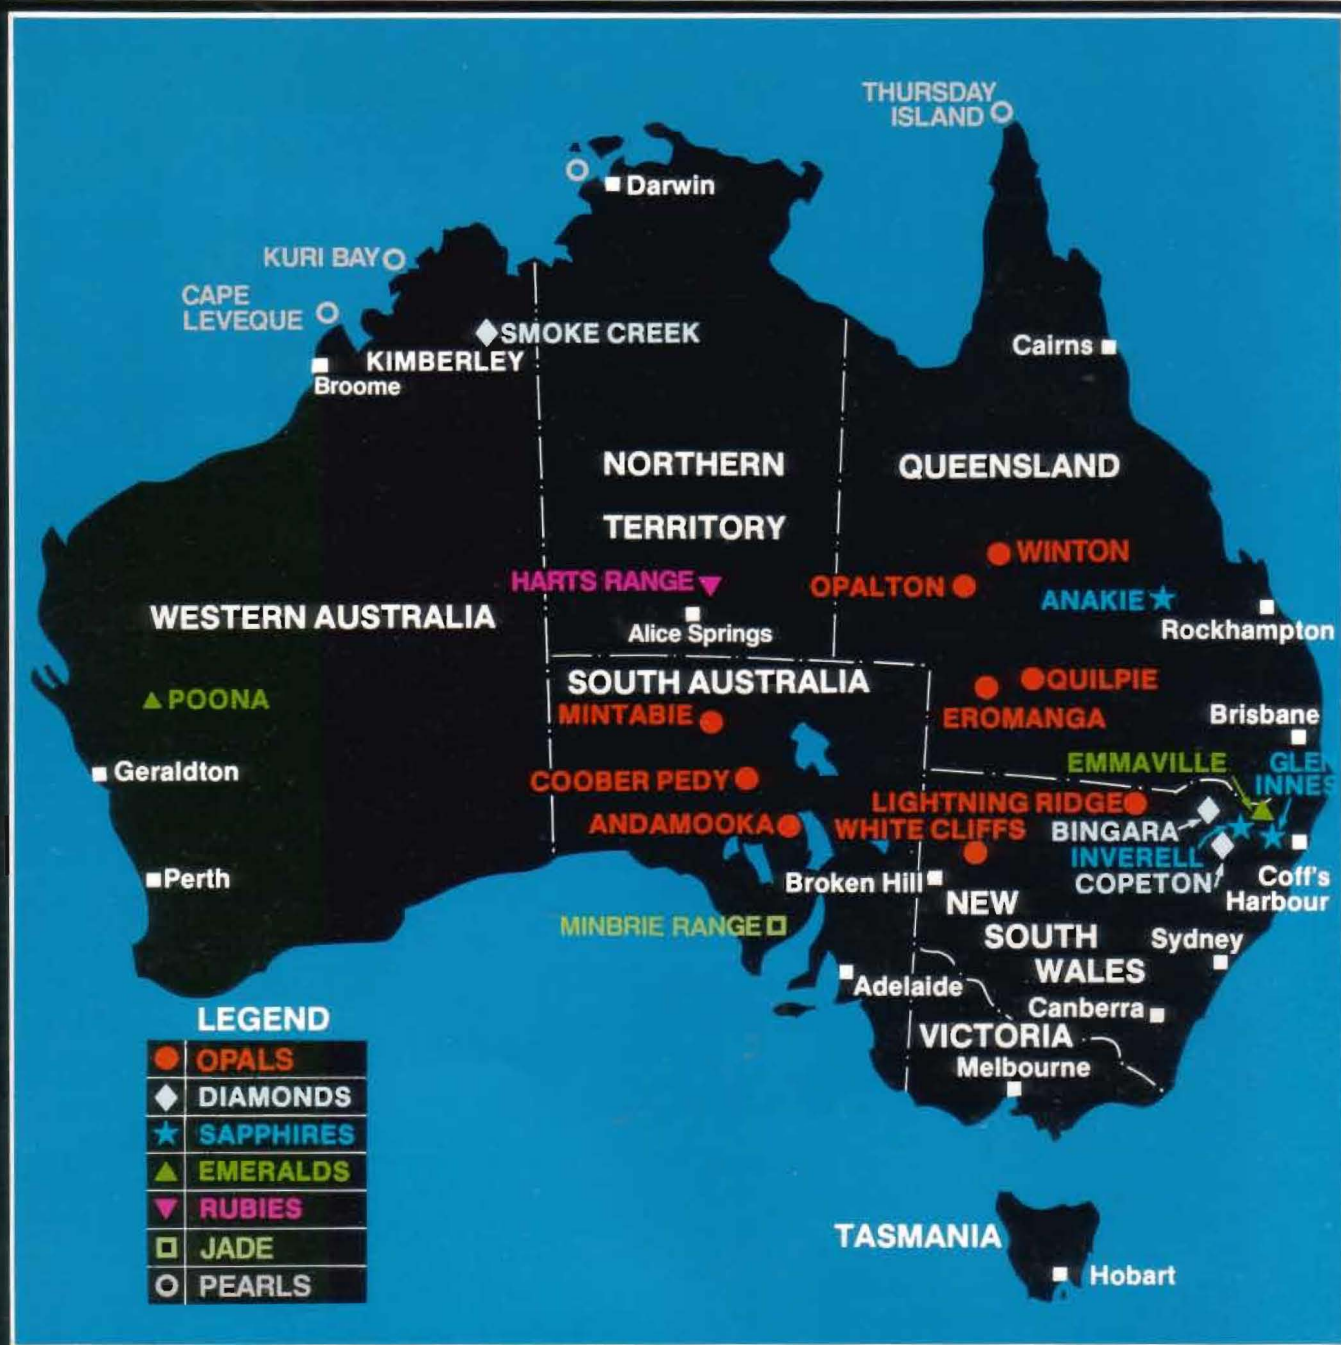 THURSDAY
ISLAND
Darwin
KURI BAY
CAPE
LEVEQUE
SMOKE CREEK
KIMBERLEY
Broome
Cairns
NORTHERN
TERRITORY
QUEENSLAND
WINTON
HARTS RANGE
OPALTON
ANAKIE
WESTERN AUSTRALIA
Alice Springs
Rockhampton
SOUTH AUSTRALIA
QUILPIE
POONA
MINTABIE
EROMANGA
Brisbane
EMMAVILLE
GLEN
INNES
Geraldton
COOBER PEDY
LIGHTNING RIDGE
ANDAMOOKA
WHITE CLIFFS
BINGARA
INVERELL
COPETON
Perth
Broken Hill
Coff's
Harbour
NEW
SOUTH
WALES
MINBRIE RANGE
Sydney
Adelaide
Canberra
VICTORIA
Melbourne
LEGEND
OPALS
DIAMONDS
SAPPHIRES
EMERALDS
RUBIES
JADE
PEARLS
TASMANIA
Hobart